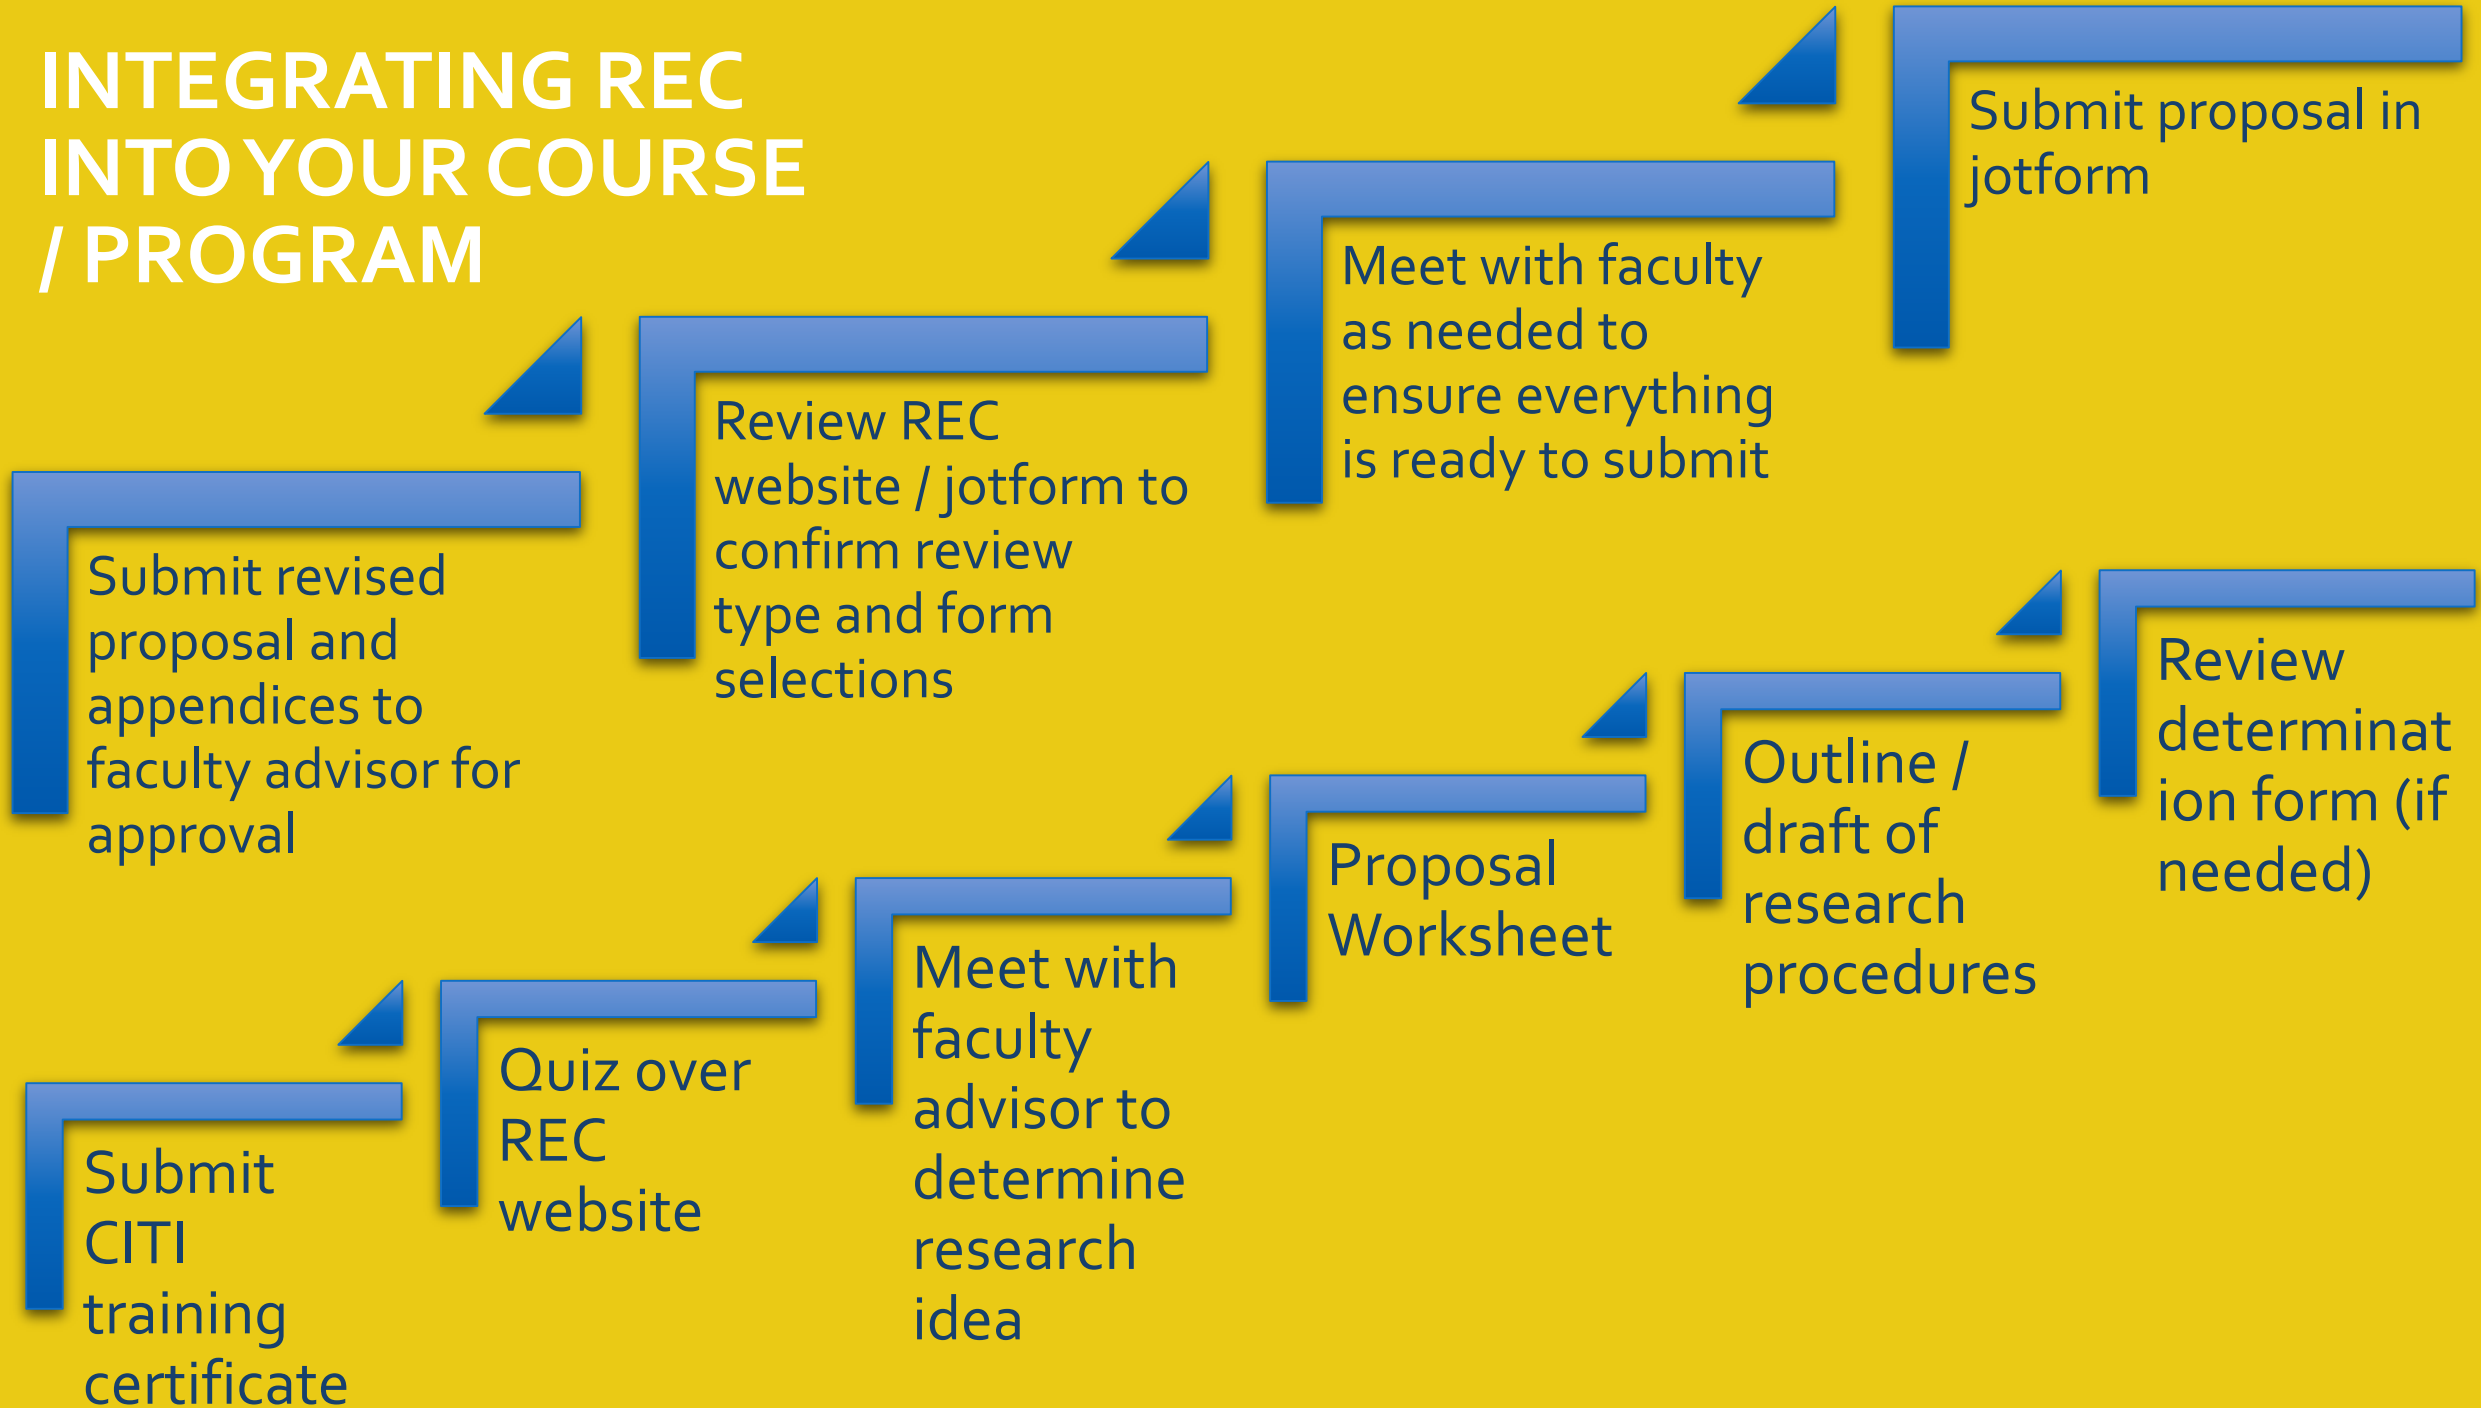 INTEGRATING REC
INTO YOUR COURSE
/ PROGRAM
Submit proposal in
jotform
Meet with faculty
as needed to
ensure everything
is ready to submit
Review REC
website / jotform to
confirm review
type and form
selections
Submit revised
proposal and
appendices to
faculty advisor for
approval
Review
determinat
ion form (if
needed)
Outline /
draft of
research
procedures
Proposal
Worksheet
Meet with
faculty
advisor to
determine
research
idea
Quiz over
REC
website
Submit
CITI
training
certificate